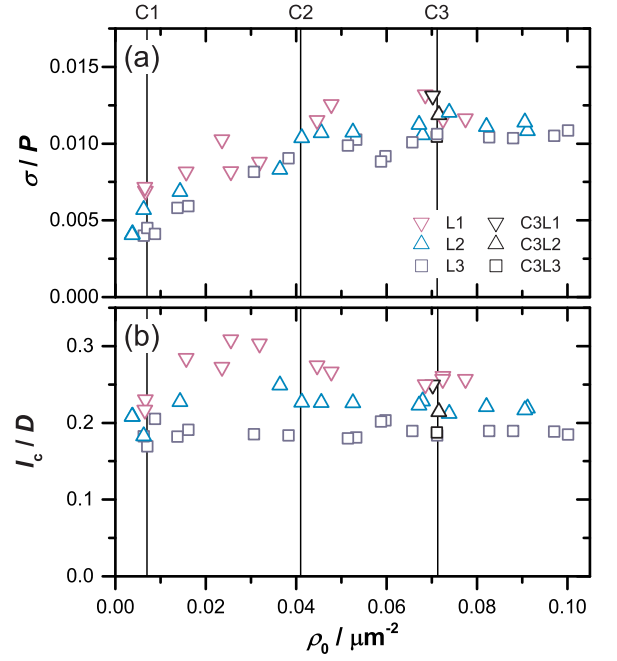 C1 C2 C3
(a)
0.015
0.010
0.005
0.000
σ / P
L1 C3L1
L2 C3L2
L3 C3L3
(b)
0.3
0.2
0.1
0.0
l_c / D
0.00 0.02 0.04 0.06 0.08 0.10
ρ₀ / μm⁻²